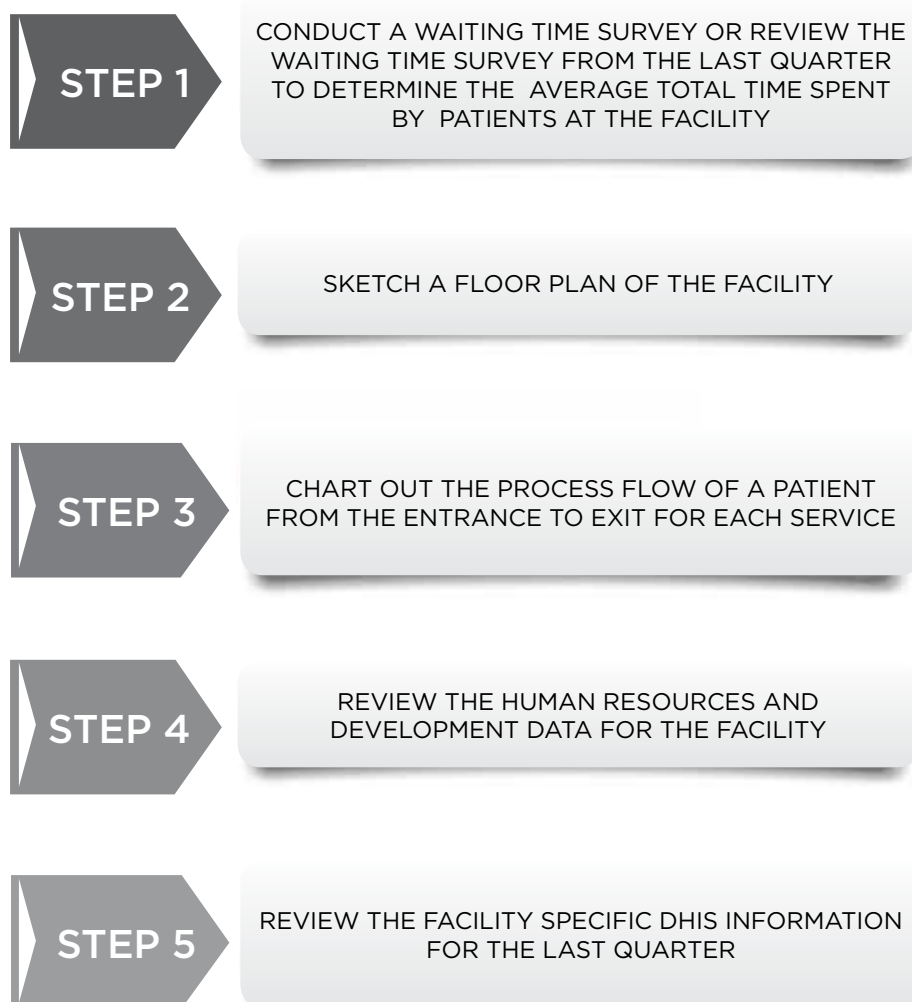 STEP 1
CONDUCT A WAITING TIME SURVEY OR REVIEW THE
WAITING TIME SURVEY FROM THE LAST QUARTER
TO DETERMINE THE AVERAGE TOTAL TIME SPENT
BY PATIENTS AT THE FACILITY
STEP 2
SKETCH A FLOOR PLAN OF THE FACILITY
STEP 3
CHART OUT THE PROCESS FLOW OF A PATIENT
FROM THE ENTRANCE TO EXIT FOR EACH SERVICE
STEP 4
REVIEW THE HUMAN RESOURCES AND
DEVELOPMENT DATA FOR THE FACILITY
STEP 5
REVIEW THE FACILITY SPECIFIC DHIS INFORMATION
FOR THE LAST QUARTER